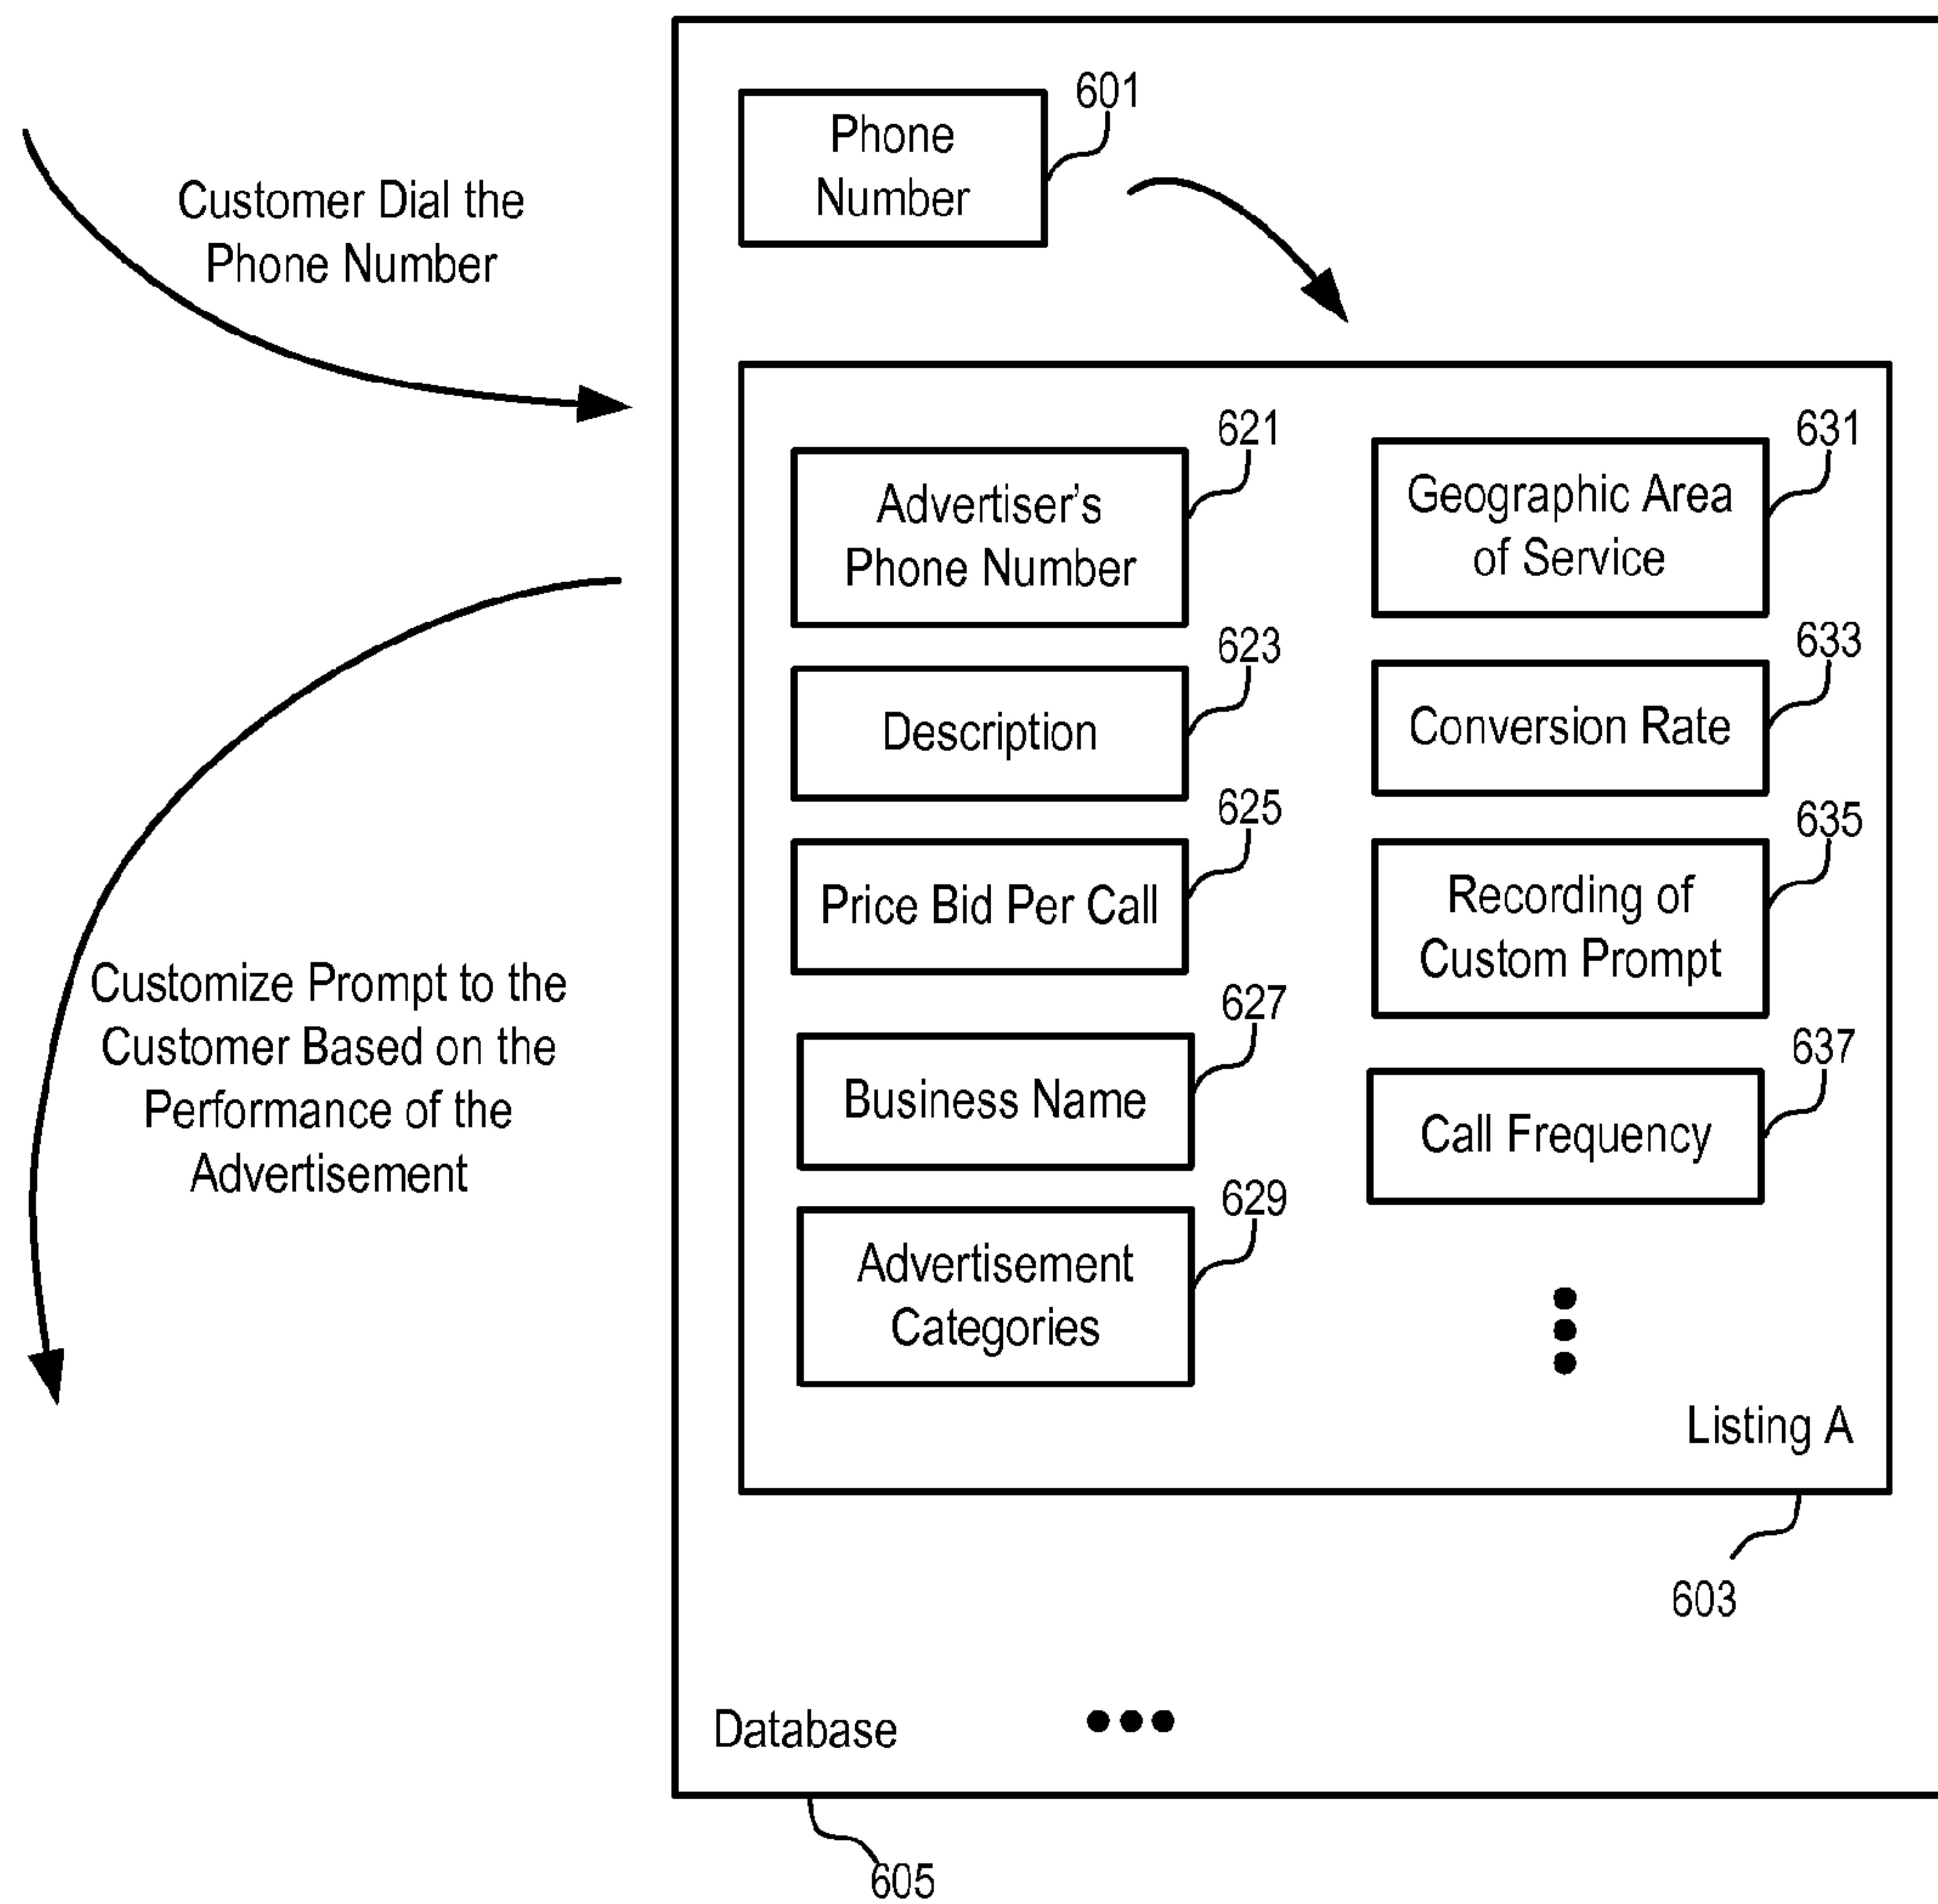 601
Phone
Number
Customer Dial the
Phone Number
621
Advertiser's
Phone Number
631
Geographic Area
of Service
623
Description
633
Conversion Rate
625
Price Bid Per Call
635
Recording of
Custom Prompt
Customize Prompt to the
Customer Based on the
Performance of the
Advertisement
627
Business Name
637
Call Frequency
629
Advertisement
Categories
Listing A
603
Database
605